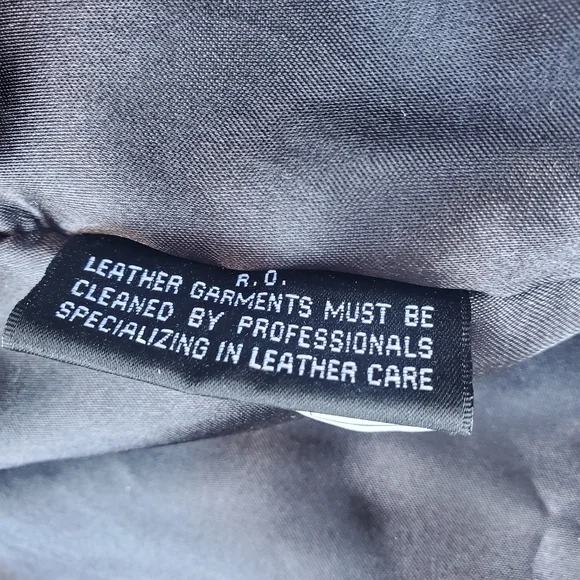 R.O.
LEATHER GARMENTS MUST BE
CLEANED BY PROFESSIONALS
SPECIALIZING IN LEATHER CARE